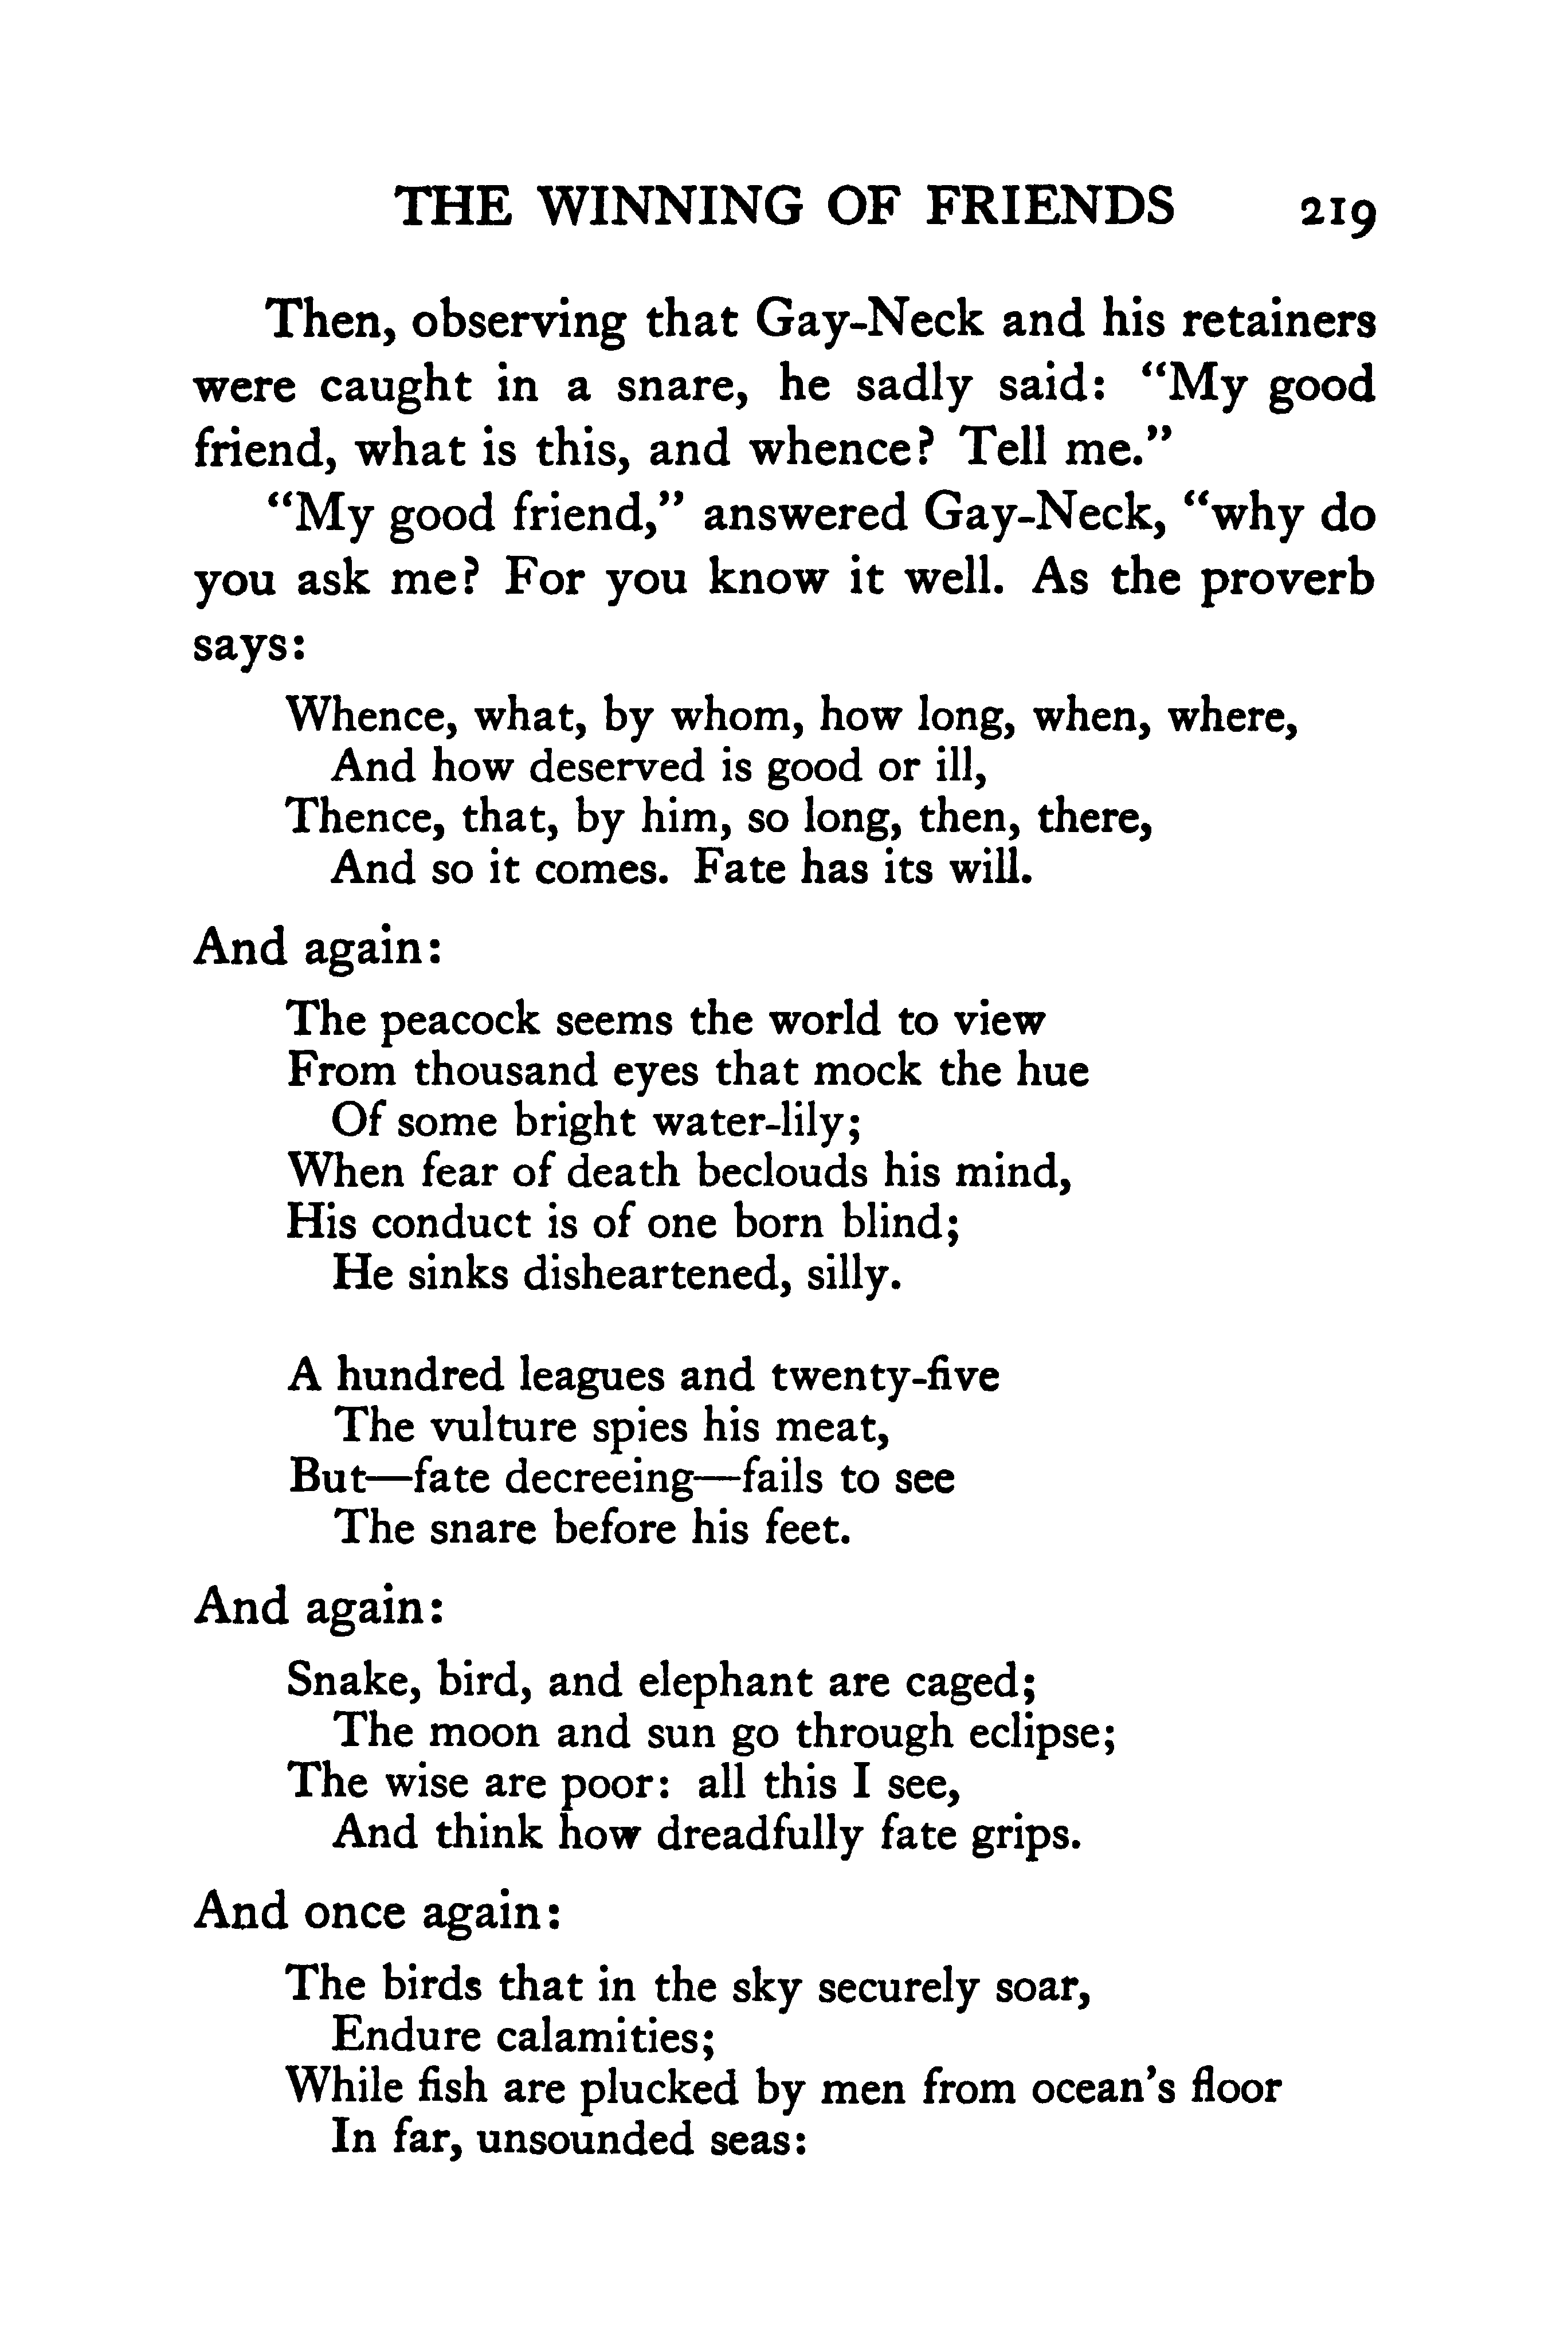 THE WINNING OF FRIENDS 219
Then, observing that Gay-Neck and his retainers
were caught in a snare, he sadly said: “My good
friend, what is this, and whence? Tell me.”
“My good friend,” answered Gay-Neck, “why do
you ask me? For you know it well. As the proverb
says:
Whence, what, by whom, how long, when, where,
And how deserved is good or ill,
Thence, that, by him, so long, then, there,
And so it comes. Fate has its will.
And again:
The peacock seems the world to view
From thousand eyes that mock the hue
Of some bright water-lily;
When fear of death beclouds his mind,
His conduct is of one born blind;
He sinks disheartened, silly.
A hundred leagues and twenty-five
The vulture spies his meat,
But—fate decreeing—fails to see
The snare before his feet.
And again:
Snake, bird, and elephant are caged;
The moon and sun go through eclipse;
The wise are poor: all this I see,
And think how dreadfully fate grips.
And once again:
The birds that in the sky securely soar,
Endure calamities;
While fish are plucked by men from ocean’s floor
In far, unsounded seas: